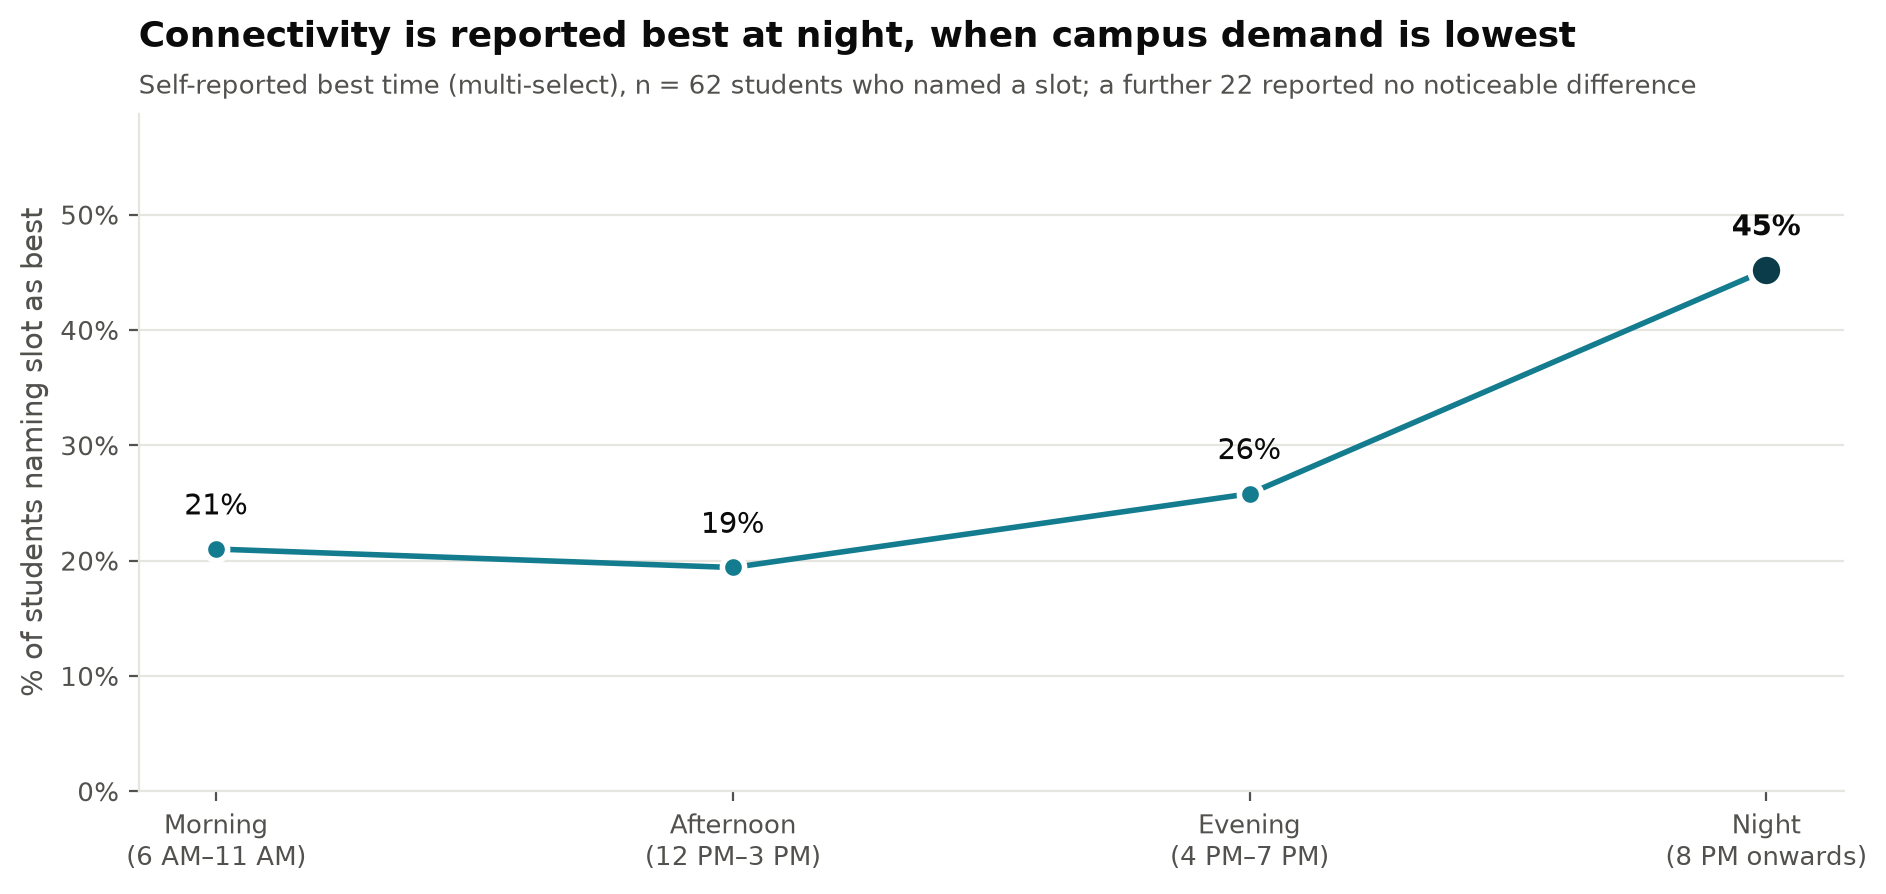 Connectivity is reported best at night, when campus demand is lowest
Self-reported best time (multi-select), n = 62 students who named a slot; a further 22 reported no noticeable difference
% of students naming slot as best
50%
40%
30%
20%
10%
0%
21%
19%
26%
45%
Morning
(6 AM–11 AM)
Afternoon
(12 PM–3 PM)
Evening
(4 PM–7 PM)
Night
(8 PM onwards)